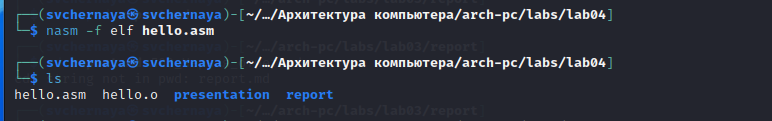 ┌──(svchernaya㉿ svchernaya)-[~/…/Архитектура компьютера/arch-pc/labs/lab04]
└─$ nasm -f elf hello.asm
┌──(svchernaya㉿ svchernaya)-[~/…/Архитектура компьютера/arch-pc/labs/lab04]
└─$ ls
hello.asm  hello.o  presentation  report